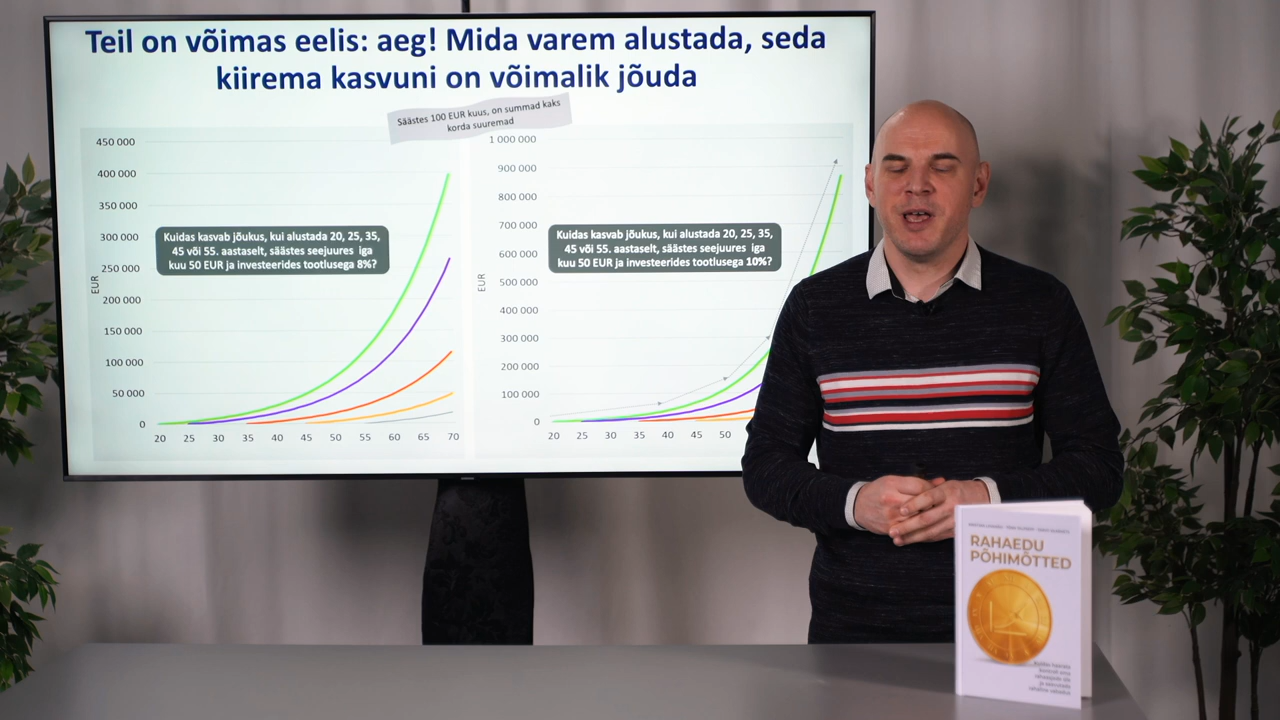 Teil on võimas eelis: aeg! Mida varem alustada, seda
kiirema kasvuni on võimalik jõuda
Säästes 100 EUR kuus, on summad kaks
korda suuremad
450 000
400 000
350 000
300 000
250 000
200 000
150 000
100 000
50 000
0
EUR
Kuidas kasvab jõukus, kui alustada 20, 25, 35,
45 või 55. aastaselt, säästes seejuures iga
kuu 50 EUR ja investeerides tootlusega 8%?
20 25 30 35 40 45 50 55 60 65 70
1 000 000
900 000
800 000
700 000
600 000
500 000
400 000
300 000
200 000
100 000
0
EUR
Kuidas kasvab jõukus, kui alustada 20, 25, 35,
45 või 55. aastaselt, säästes seejuures iga
kuu 50 EUR ja investeerides tootlusega 10%?
20 25 30 35 40 45 50
RAHAEDU
PÕHIMÕTTED